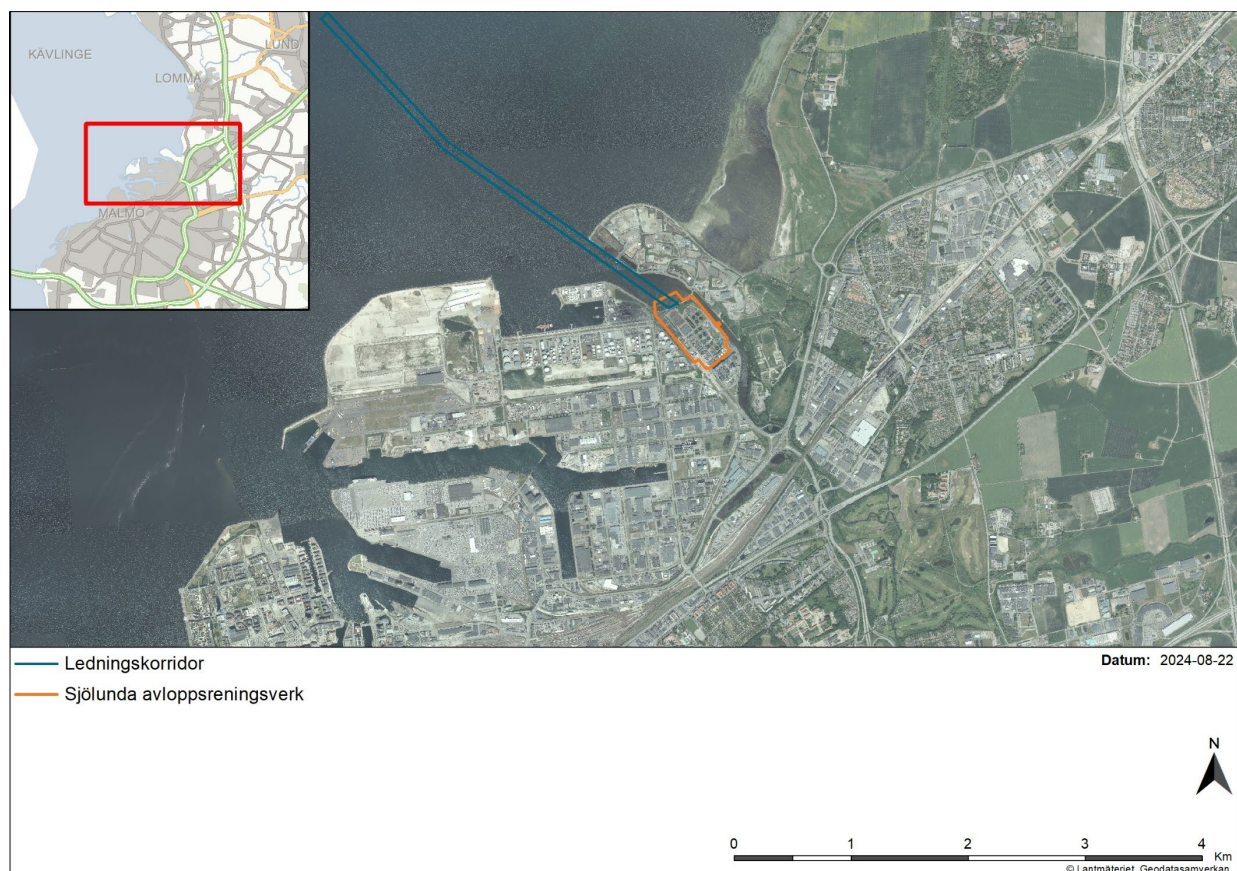 KÄVLINGE
LUND
LOMMA
MALMÖ
Ledningskorridor
Sjölunda avloppsreningsverk
Datum: 2024-08-22
N
0 1 2 3 4
Km
© Lantmäteriet, Geodatasamverkan